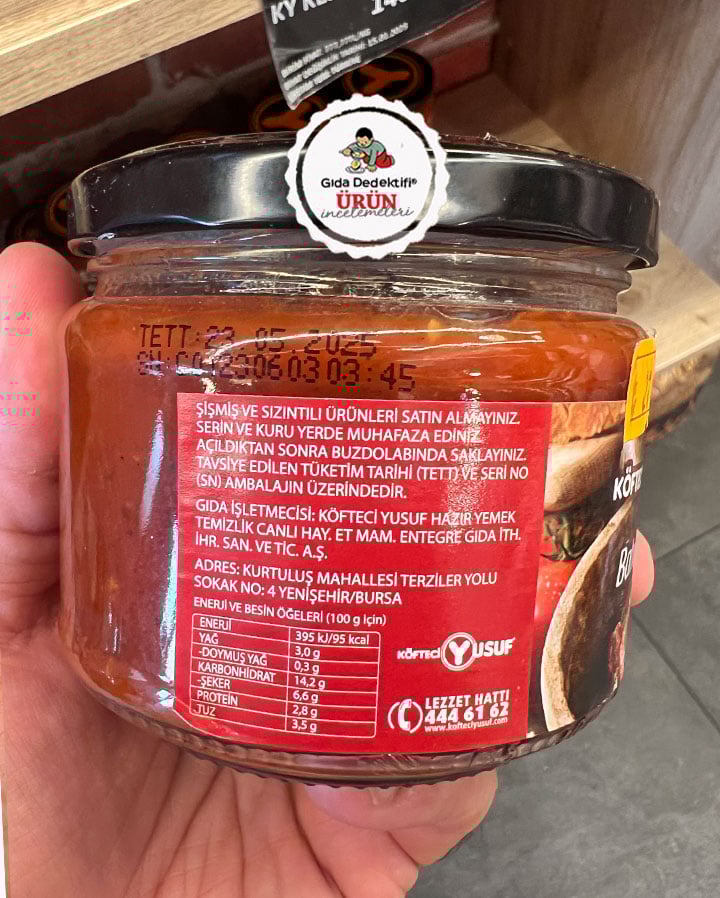 Gıda Dedektifi®
ÜRÜN
incelemeleri
TETT:23.05.2025
03:45
ŞİŞMİŞ VE SIZINTILI ÜRÜNLERİ SATIN ALMAYINIZ.
SERİN VE KURU YERDE MUHAFAZA EDİNİZ.
AÇILDIKTAN SONRA BUZDOLABINDA SAKLAYINIZ.
TAVSİYE EDİLEN TÜKETİM TARİHİ (TETT) VE SERİ NO
(SN) AMBALAJIN ÜZERİNDEDİR.
GIDA İŞLETMECİSİ: KÖFTECİ YUSUF HAZIR YEMEK
TEMİZLİK CANLI HAY. ET MAM. ENTEGRE GIDA İTH.
İHR. SAN. VE TİC. A.Ş.
ADRES: KURTULUŞ MAHALLESİ TERZİLER YOLU
SOKAK NO: 4 YENİŞEHİR/BURSA
ENERJİ VE BESİN ÖĞELERİ (100 g için)
ENERJİ 395 kJ/95 kcal
YAĞ 3,0 g
-DOYMUŞ YAĞ 0,3 g
KARBONHİDRAT 14,2 g
-ŞEKER 6,6 g
PROTEİN 2,8 g
TUZ 3,5 g
KÖFTECİ YUSUF
LEZZET HATTI
444 61 62
www.kofteciyusuf.com